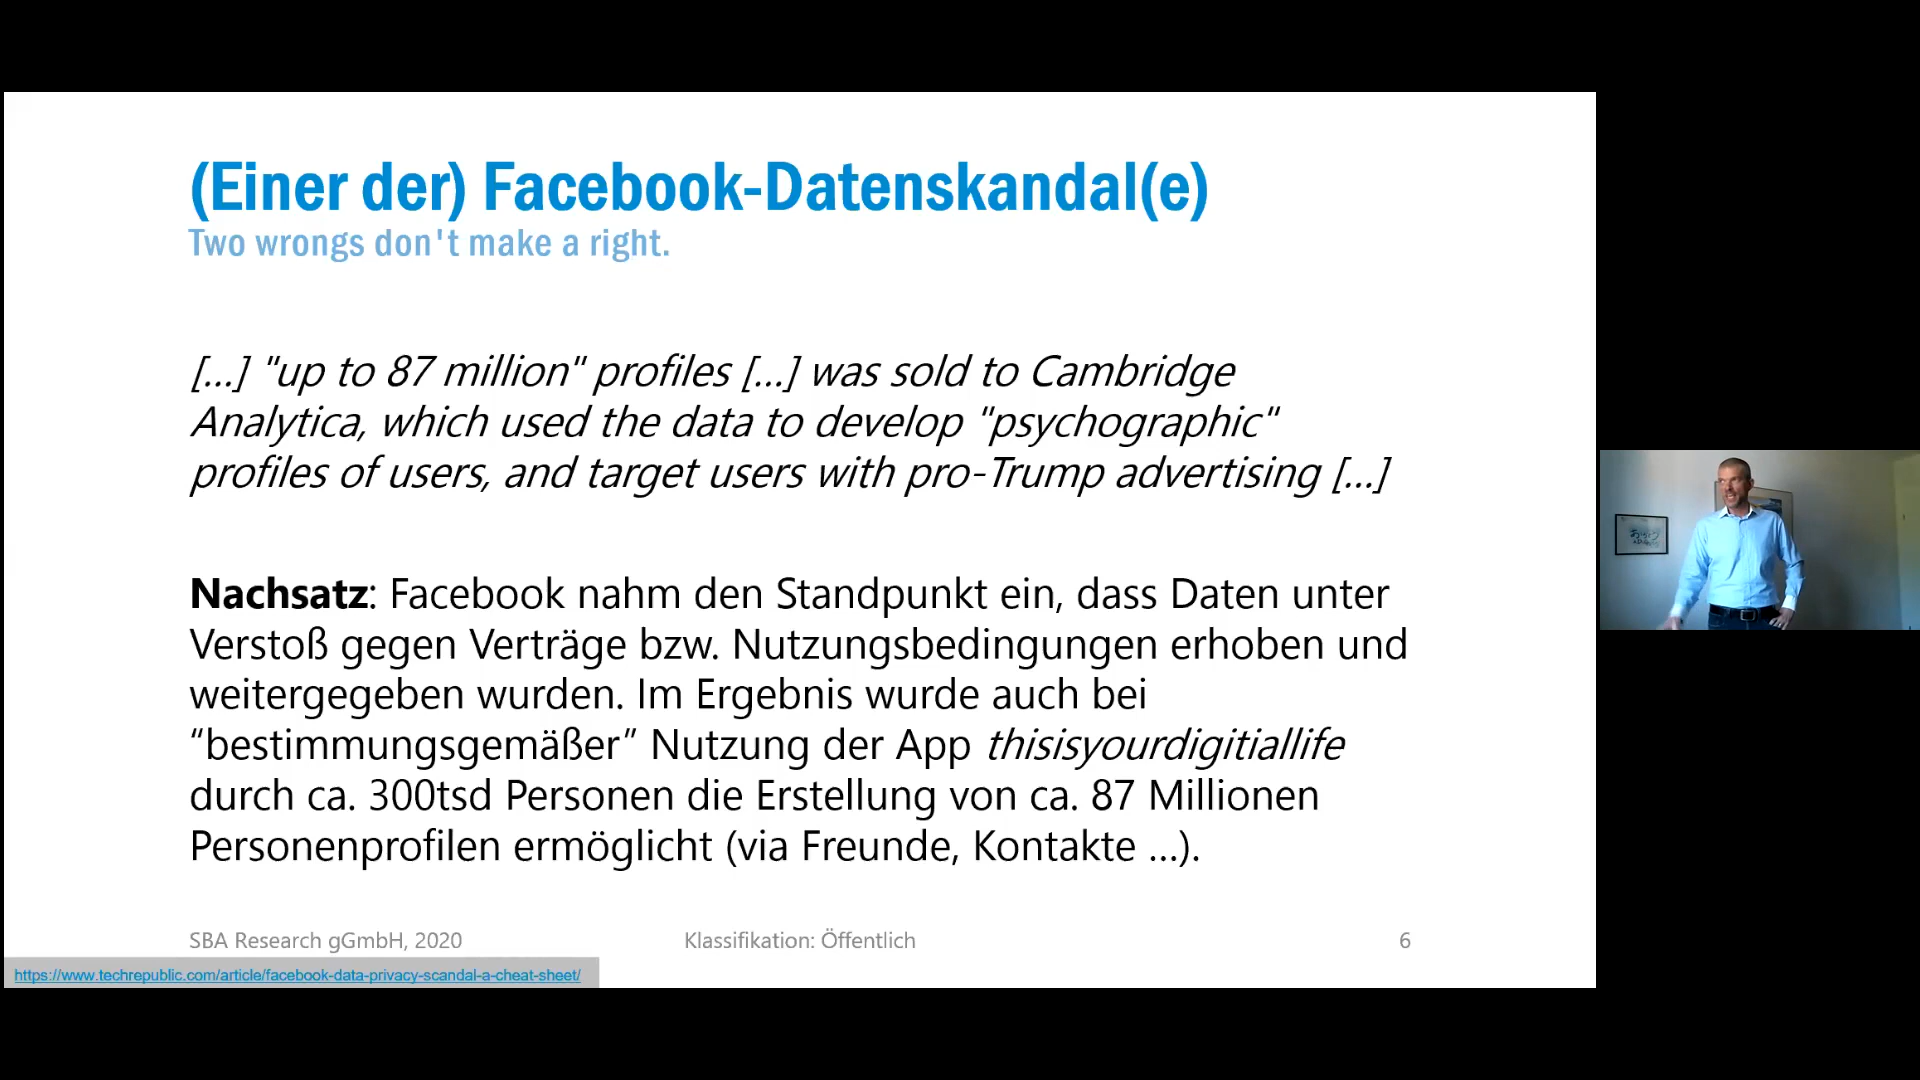 (Einer der) Facebook-Datenskandal(e)
Two wrongs don't make a right.
[...] "up to 87 million" profiles [...] was sold to Cambridge
Analytica, which used the data to develop "psychographic"
profiles of users, and target users with pro-Trump advertising [...]
Nachsatz: Facebook nahm den Standpunkt ein, dass Daten unter
Verstoß gegen Verträge bzw. Nutzungsbedingungen erhoben und
weitergegeben wurden. Im Ergebnis wurde auch bei
“bestimmungsgemäßer” Nutzung der App thisisyourdigitiallife
durch ca. 300tsd Personen die Erstellung von ca. 87 Millionen
Personenprofilen ermöglicht (via Freunde, Kontakte ...).
SBA Research gGmbH, 2020
Klassifikation: Öffentlich
6
https://www.techrepublic.com/article/facebook-data-privacy-scandal-a-cheat-sheet/